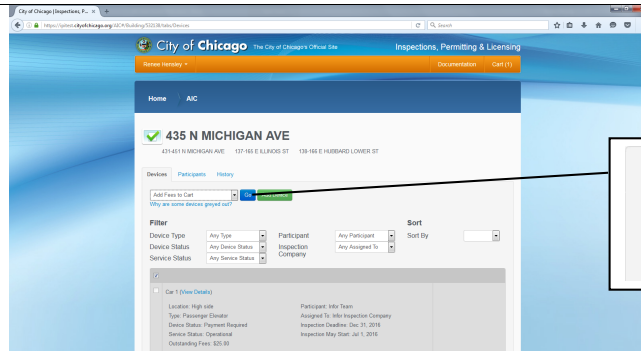 City of Chicago | Inspections, P...
https://ipitest.cityofchicago.org/AIC#/Building/532138/tabs/Devices
Search
City of Chicago The City of Chicago's Official Site
Inspections, Permitting & Licensing
Renee Hensley
Documentation Cart (1)
Home AIC
435 N MICHIGAN AVE
431-451 N MICHIGAN AVE 137-165 E ILLINOIS ST 138-166 E HUBBARD LOWER ST
Devices Participants History
Add Fees to Cart Go
Why are some devices greyed out?
Filter Sort
Device Type Any Type Participant Any Participant Sort By
Device Status Any Device Status Inspection Company Any Assigned To
Service Status Any Service Status
Car 1 (View Details)
Location: High side Participant: Infor Team
Type: Passenger Elevator Assigned To: Infor Inspection Company
Device Status: Payment Required Inspection Deadline: Dec 31, 2016
Service Status: Operational Inspection May Start: Jul 1, 2016
Outstanding Fees: $25.00